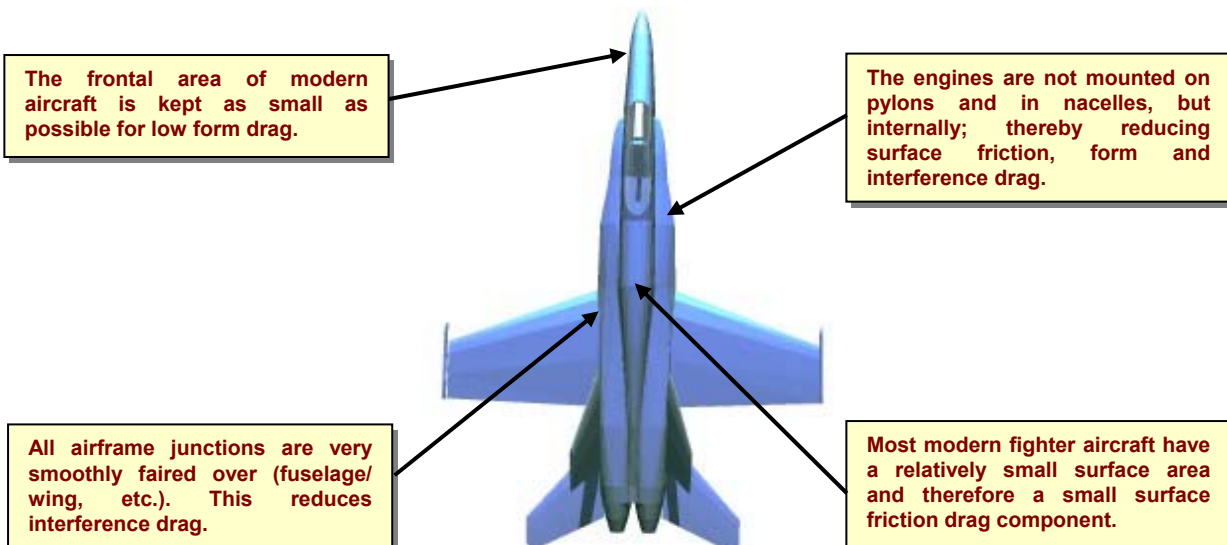 The frontal area of modern
aircraft is kept as small as
possible for low form drag.
The engines are not mounted on
pylons and in nacelles, but
internally; thereby reducing
surface friction, form and
interference drag.
All airframe junctions are very
smoothly faired over (fuselage/
wing, etc.). This reduces
interference drag.
Most modern fighter aircraft have
a relatively small surface area
and therefore a small surface
friction drag component.